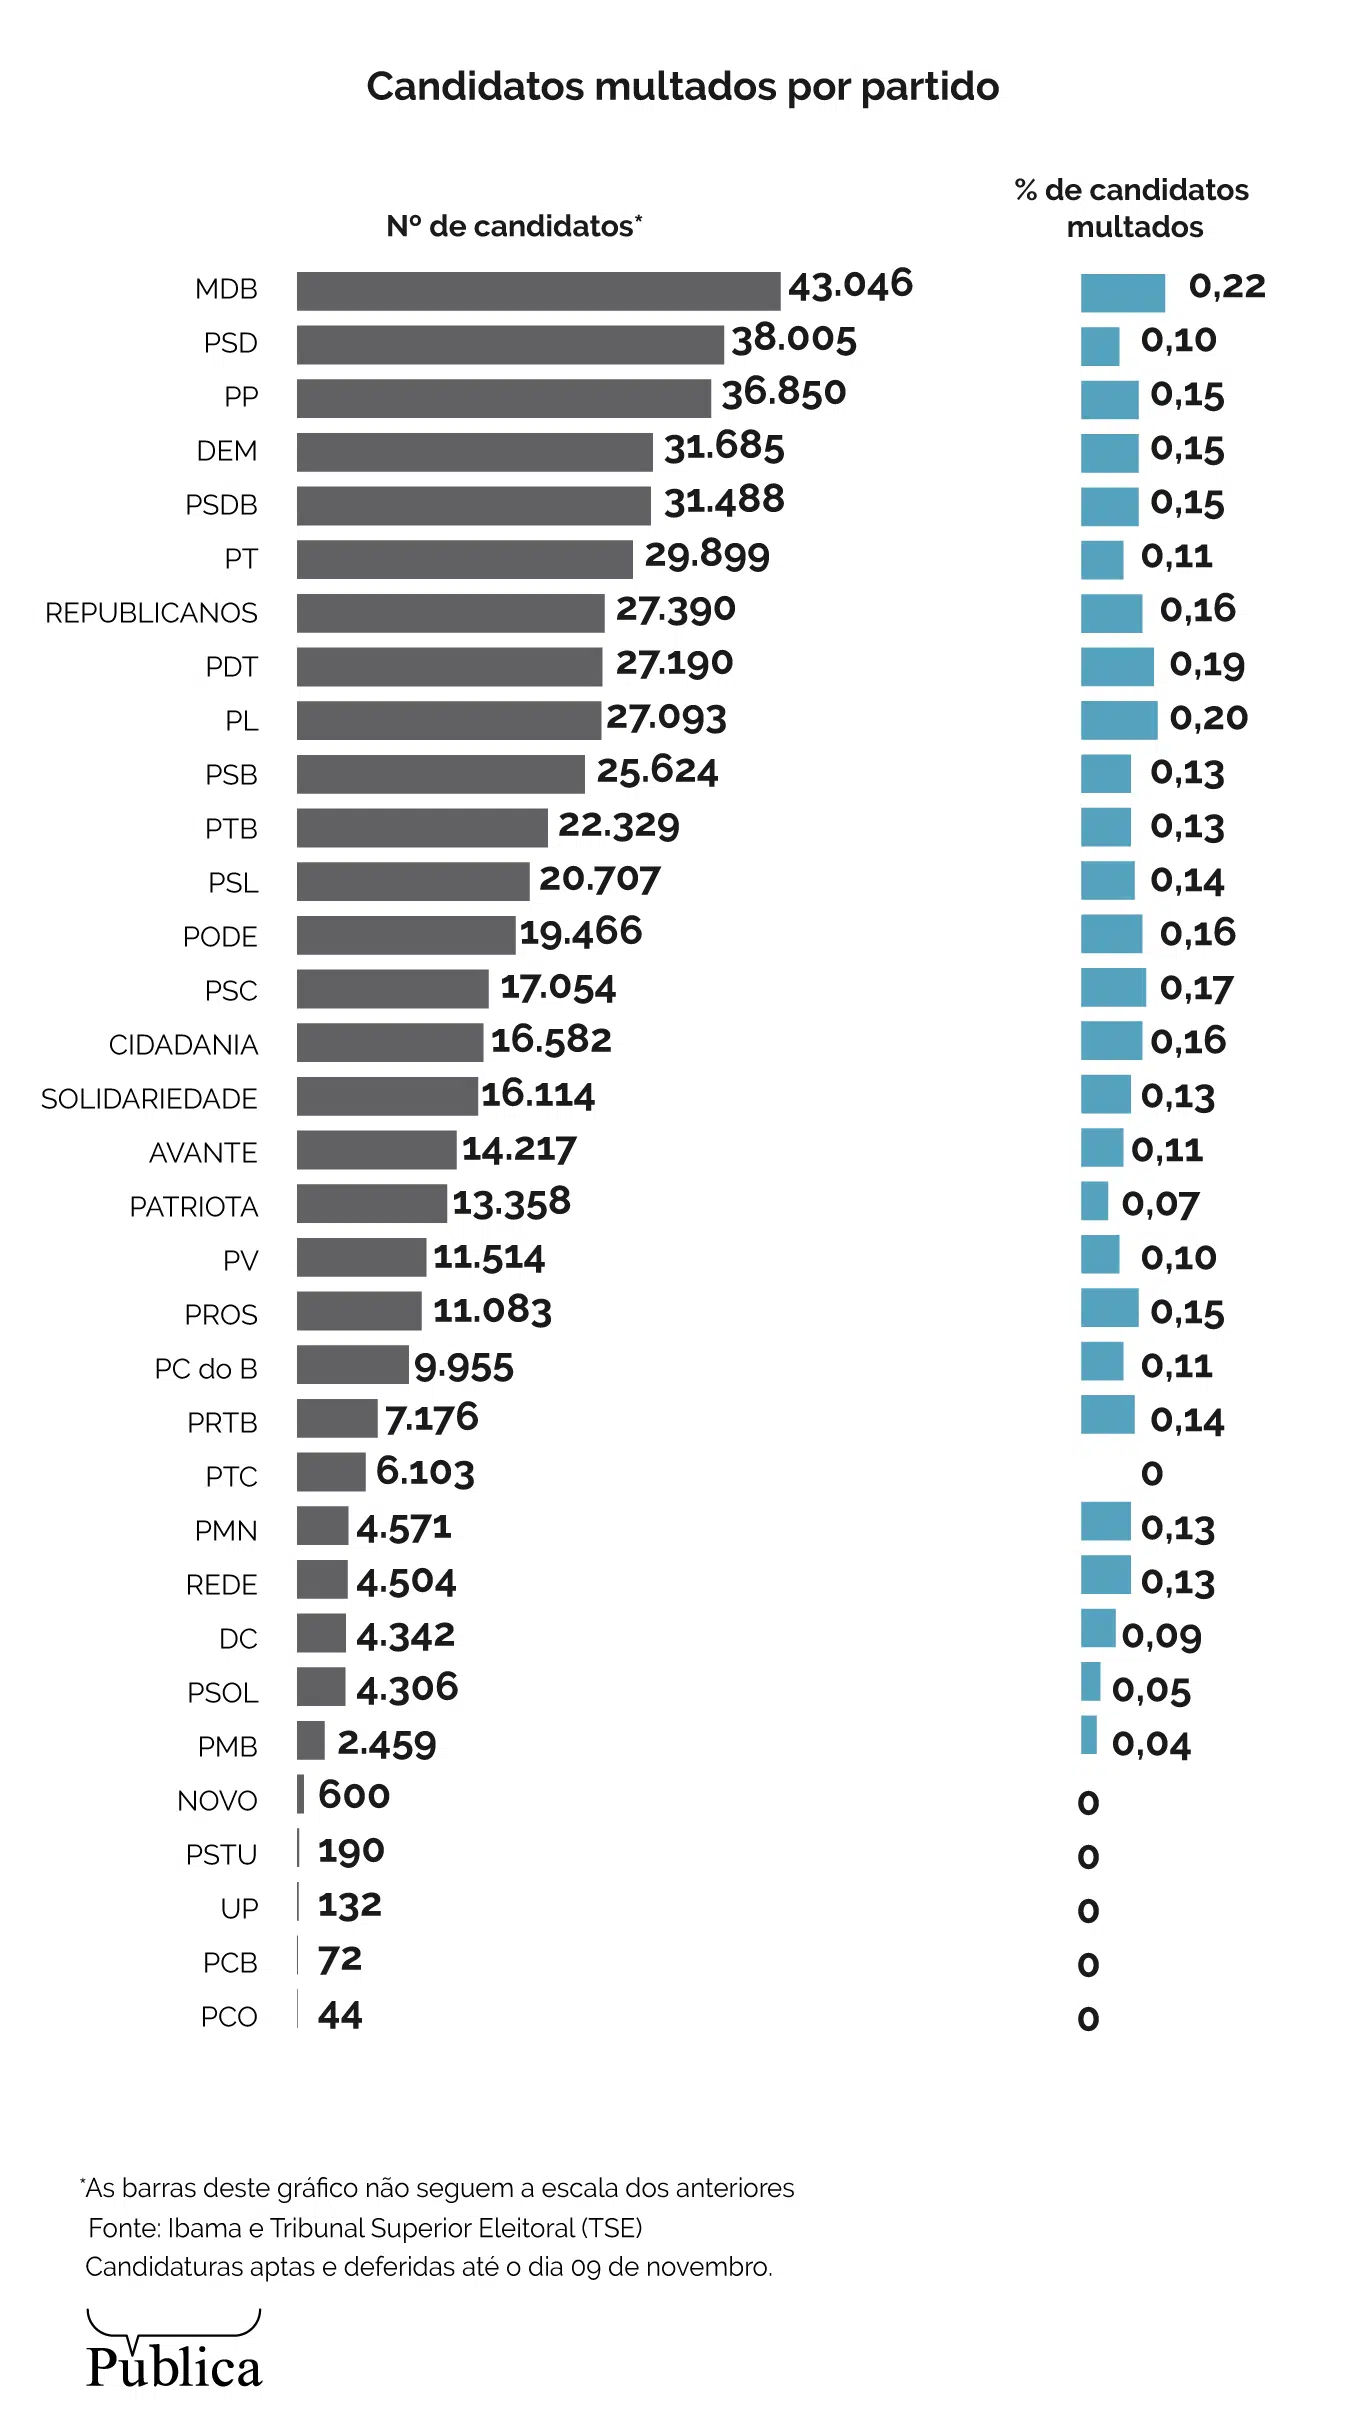 Candidatos multados por partido
Nº de candidatos*
% de candidatos
multados
MDB 43.046 0,22
PSD 38.005 0,10
PP 36.850 0,15
DEM 31.685 0,15
PSDB 31.488 0,15
PT 29.899 0,11
REPUBLICANOS 27.390 0,16
PDT 27.190 0,19
PL 27.093 0,20
PSB 25.624 0,13
PTB 22.329 0,13
PSL 20.707 0,14
PODE 19.466 0,16
PSC 17.054 0,17
CIDADANIA 16.582 0,16
SOLIDARIEDADE 16.114 0,13
AVANTE 14.217 0,11
PATRIOTA 13.358 0,07
PV 11.514 0,10
PROS 11.083 0,15
PC do B 9.955 0,11
PRTB 7.176 0,14
PTC 6.103 0
PMN 4.571 0,13
REDE 4.504 0,13
DC 4.342 0,09
PSOL 4.306 0,05
PMB 2.459 0,04
NOVO 600 0
PSTU 190 0
UP 132 0
PCB 72 0
PCO 44 0
*As barras deste gráfico não seguem a escala dos anteriores
Fonte: Ibama e Tribunal Superior Eleitoral (TSE)
Candidaturas aptas e deferidas até o dia 09 de novembro.
Pública